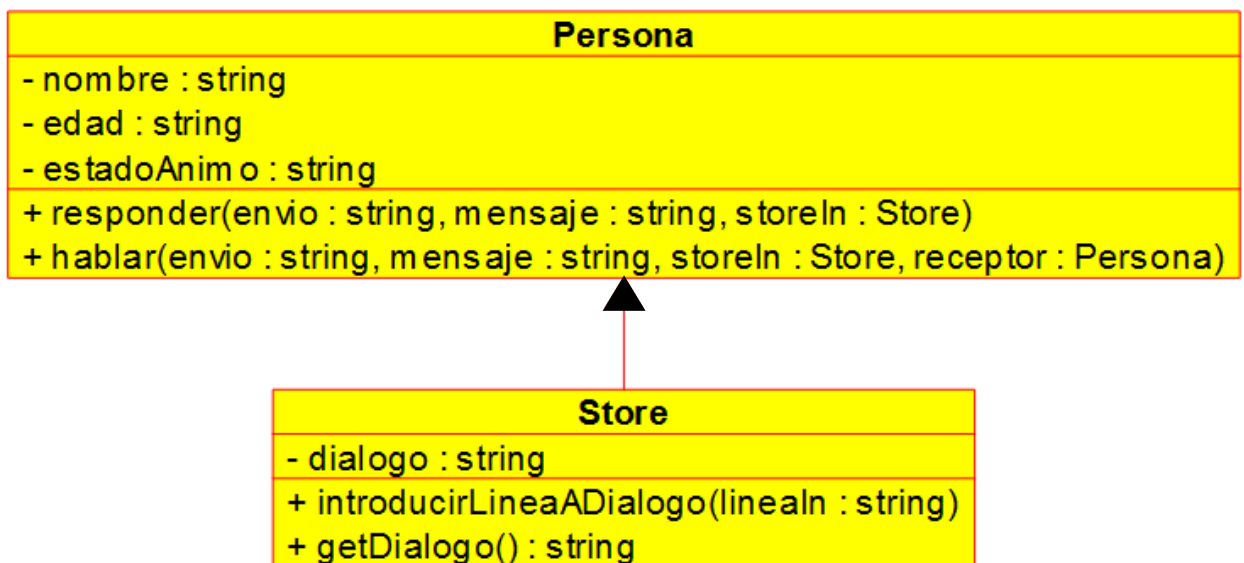 Persona
- nombre : string
- edad : string
- estadoAnimo : string
+ responder(envio : string, mensaje : string, storeIn : Store)
+ hablar(envio : string, mensaje : string, storeIn : Store, receptor : Persona)
Store
- dialogo : string
+ introducirLineaADialogo(lineaIn : string)
+ getDialogo() : string